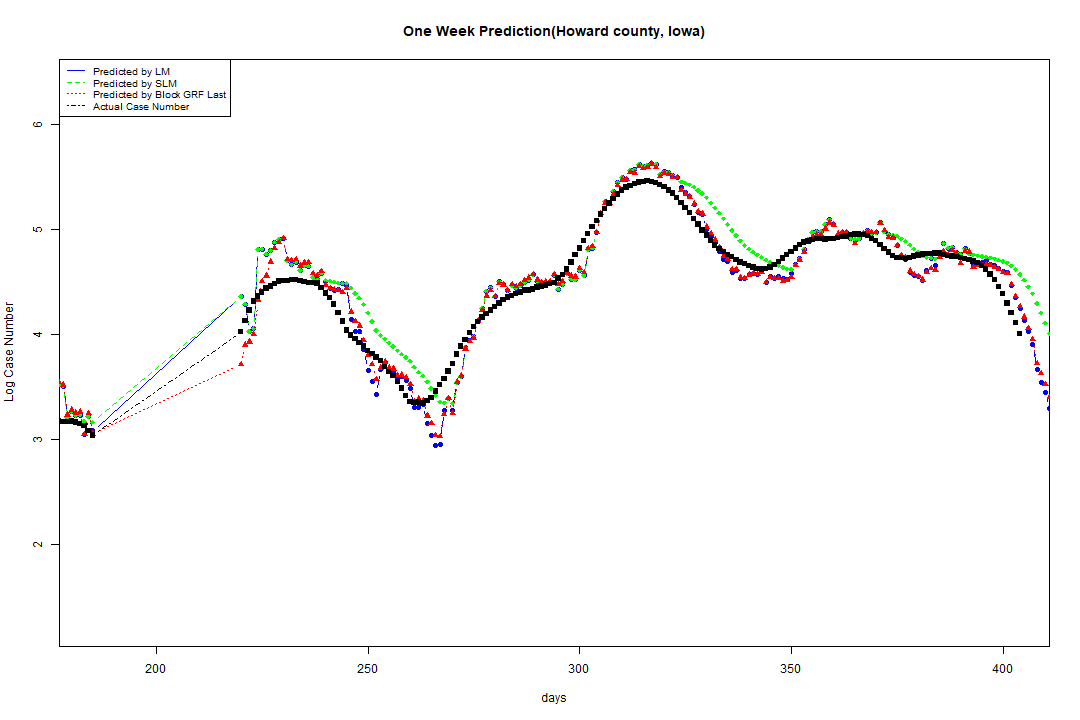 One Week Prediction(Howard county, Iowa)
Predicted by LM
Predicted by SLM
Predicted by Block GRF Last
Actual Case Number
6
5
4
3
2
Log Case Number
200 250 300 350 400
days